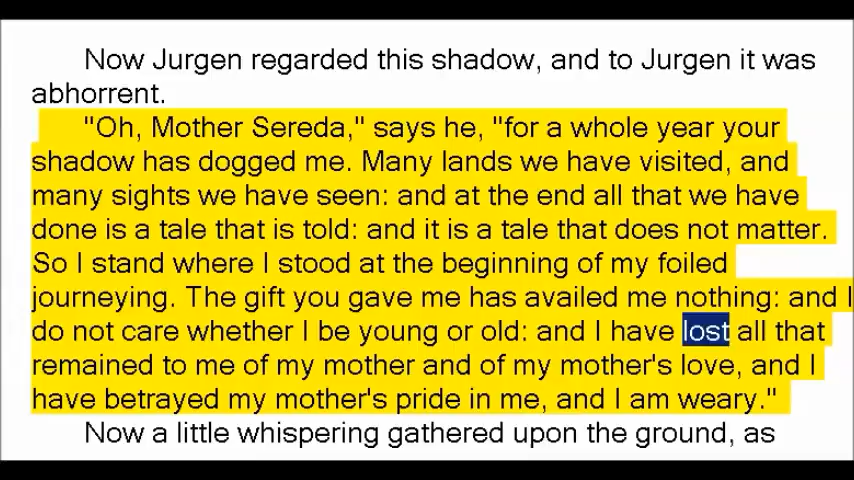 Now Jurgen regarded this shadow, and to Jurgen it was
abhorrent.
"Oh, Mother Sereda," says he, "for a whole year your
shadow has dogged me. Many lands we have visited, and
many sights we have seen: and at the end all that we have
done is a tale that is told: and it is a tale that does not matter.
So I stand where I stood at the beginning of my foiled
journeying. The gift you gave me has availed me nothing: and I
do not care whether I be young or old: and I have lost all that
remained to me of my mother and of my mother's love, and I
have betrayed my mother's pride in me, and I am weary."
Now a little whispering gathered upon the ground, as